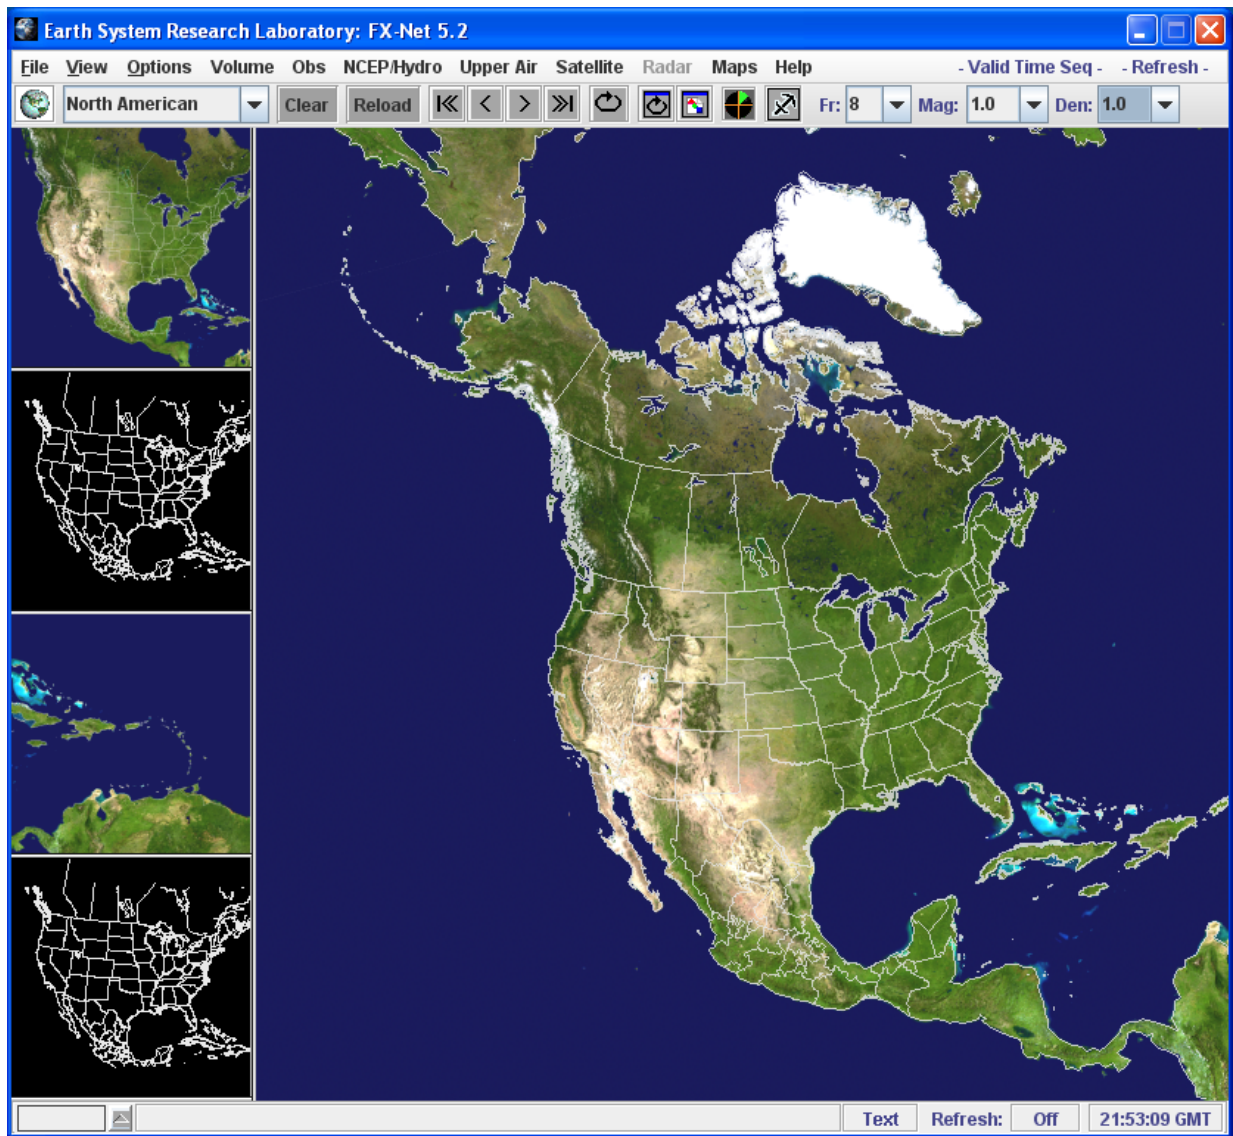 Earth System Research Laboratory: FX-Net 5.2
File View Options Volume Obs NCEP/Hydro Upper Air Satellite Radar Maps Help - Valid Time Seq - - Refresh -
North American Clear Reload Fr: 8 Mag: 1.0 Den: 1.0
Text Refresh: Off 21:53:09 GMT